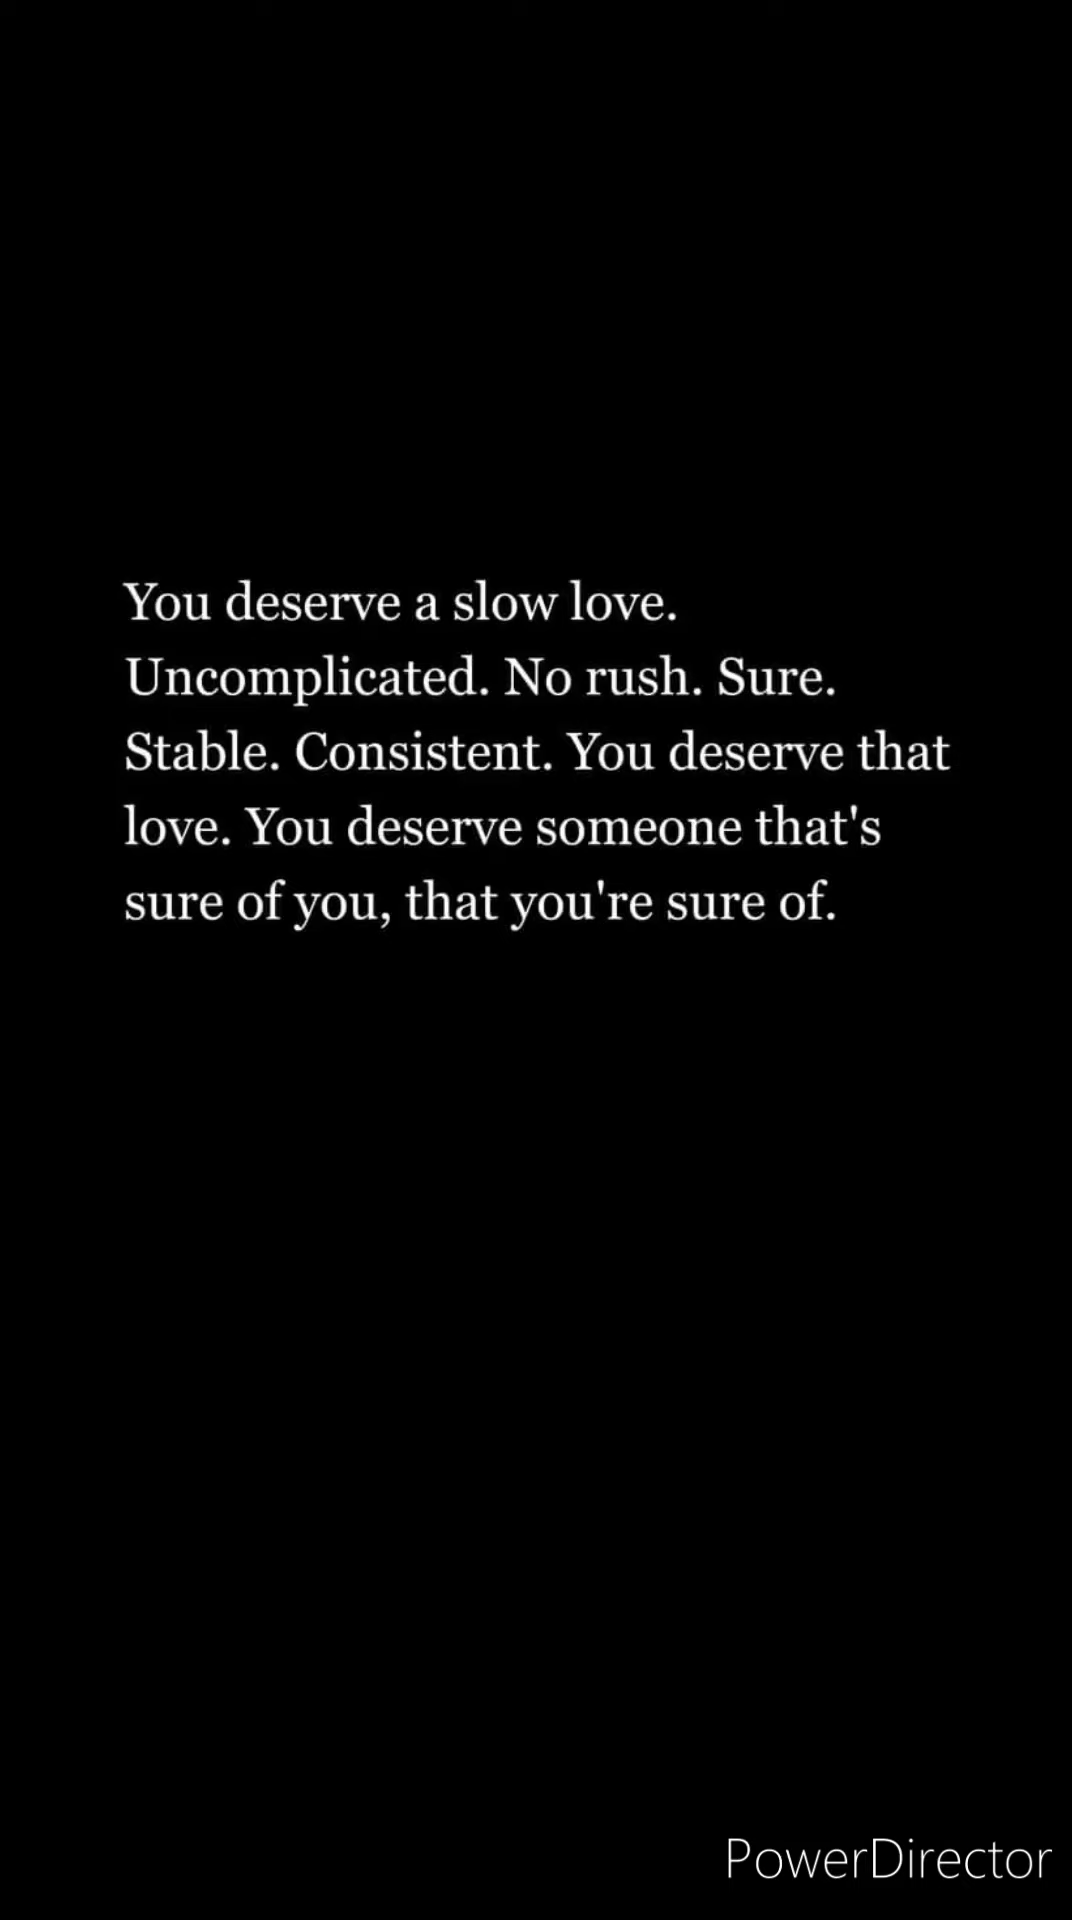 You deserve a slow love.
Uncomplicated. No rush. Sure.
Stable. Consistent. You deserve that
love. You deserve someone that's
sure of you, that you're sure of.
PowerDirector